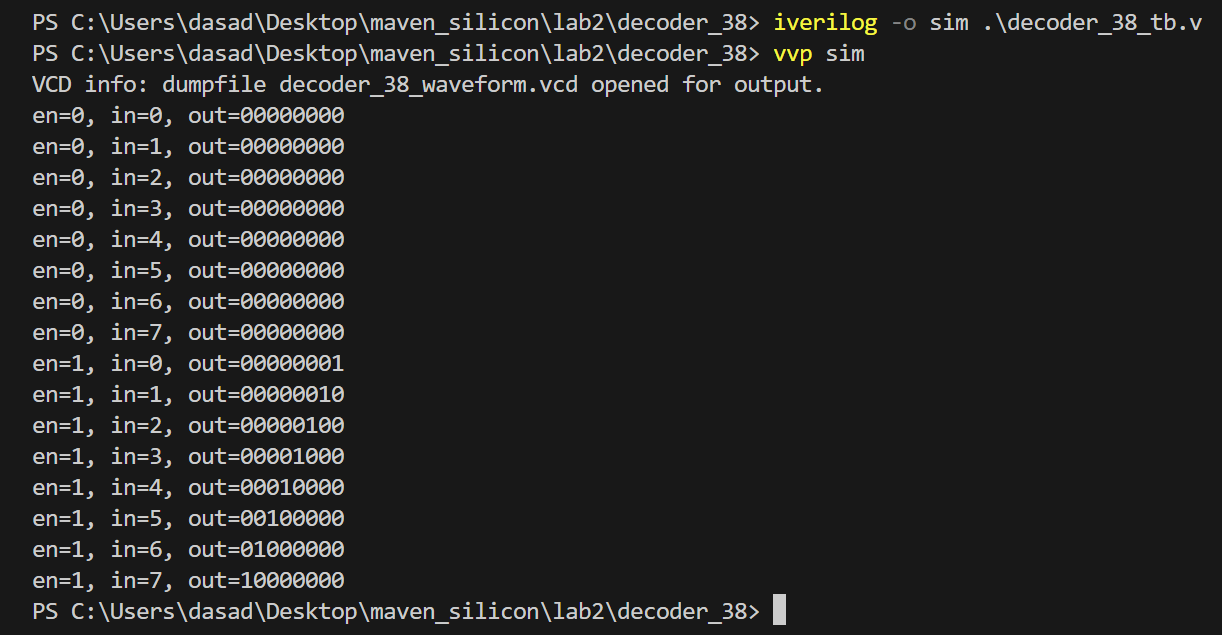 PS C:\Users\dasad\Desktop\maven_silicon\lab2\decoder_38> iverilog -o sim .\decoder_38_tb.v
PS C:\Users\dasad\Desktop\maven_silicon\lab2\decoder_38> vvp sim
VCD info: dumpfile decoder_38_waveform.vcd opened for output.
en=0, in=0, out=00000000
en=0, in=1, out=00000000
en=0, in=2, out=00000000
en=0, in=3, out=00000000
en=0, in=4, out=00000000
en=0, in=5, out=00000000
en=0, in=6, out=00000000
en=0, in=7, out=00000000
en=1, in=0, out=00000001
en=1, in=1, out=00000010
en=1, in=2, out=00000100
en=1, in=3, out=00001000
en=1, in=4, out=00010000
en=1, in=5, out=00100000
en=1, in=6, out=01000000
en=1, in=7, out=10000000
PS C:\Users\dasad\Desktop\maven_silicon\lab2\decoder_38>